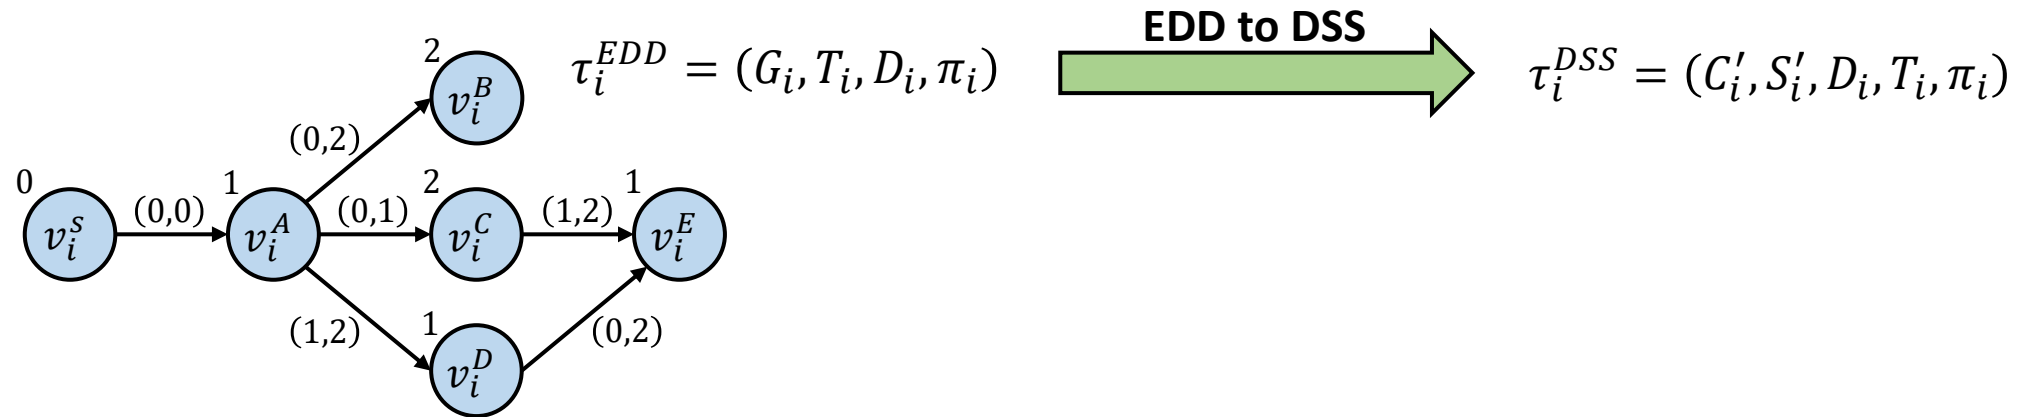 EDD to DSS
τ_i^{EDD} = (G_i, T_i, D_i, π_i)
τ_i^{DSS} = (C'_i, S'_i, D_i, T_i, π_i)
2
v_i^B
(0,2)
0
v_i^s
(0,0)
1
v_i^A
(0,1)
2
v_i^C
(1,2)
1
v_i^E
(1,2)
1
v_i^D
(0,2)